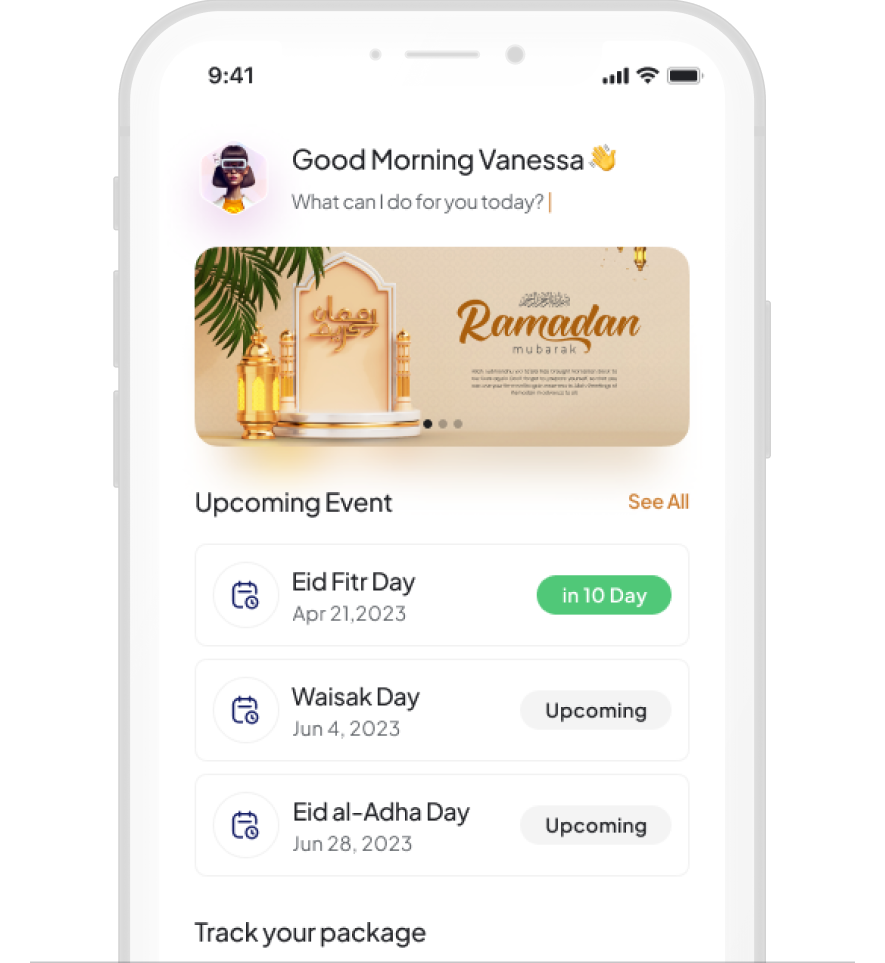 9:41
Good Morning Vanessa 👋
What can I do for you today?
Ramadan
mubarak
Upcoming Event
See All
Eid Fitr Day
Apr 21,2023
in 10 Day
Waisak Day
Jun 4, 2023
Upcoming
Eid al-Adha Day
Jun 28, 2023
Upcoming
Track your package